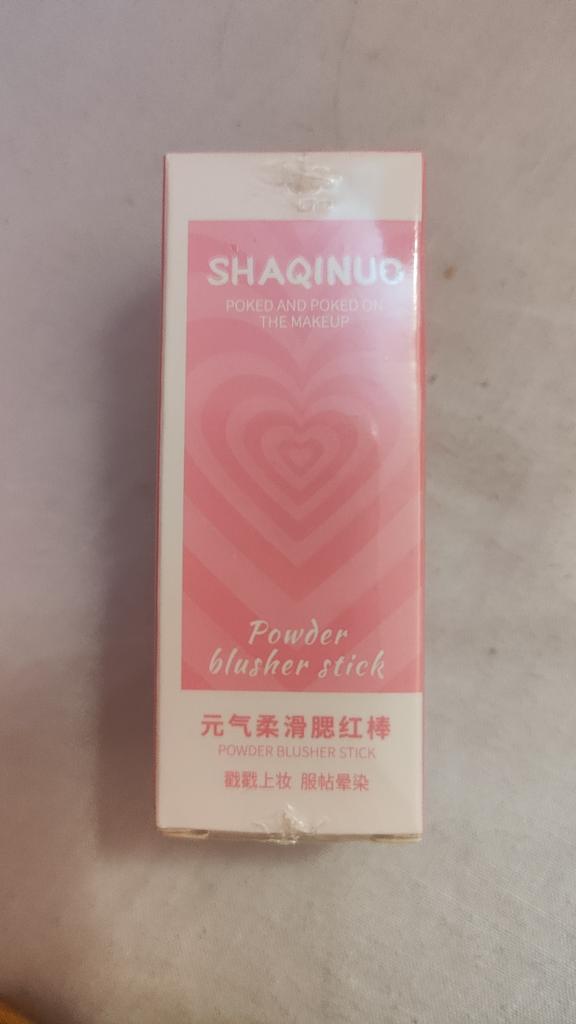 SHAQINUO
POKED AND POKED ON
THE MAKEUP
Powder
blusher stick
元气柔滑腮红棒
POWDER BLUSHER STICK
戳戳上妆 服帖晕染